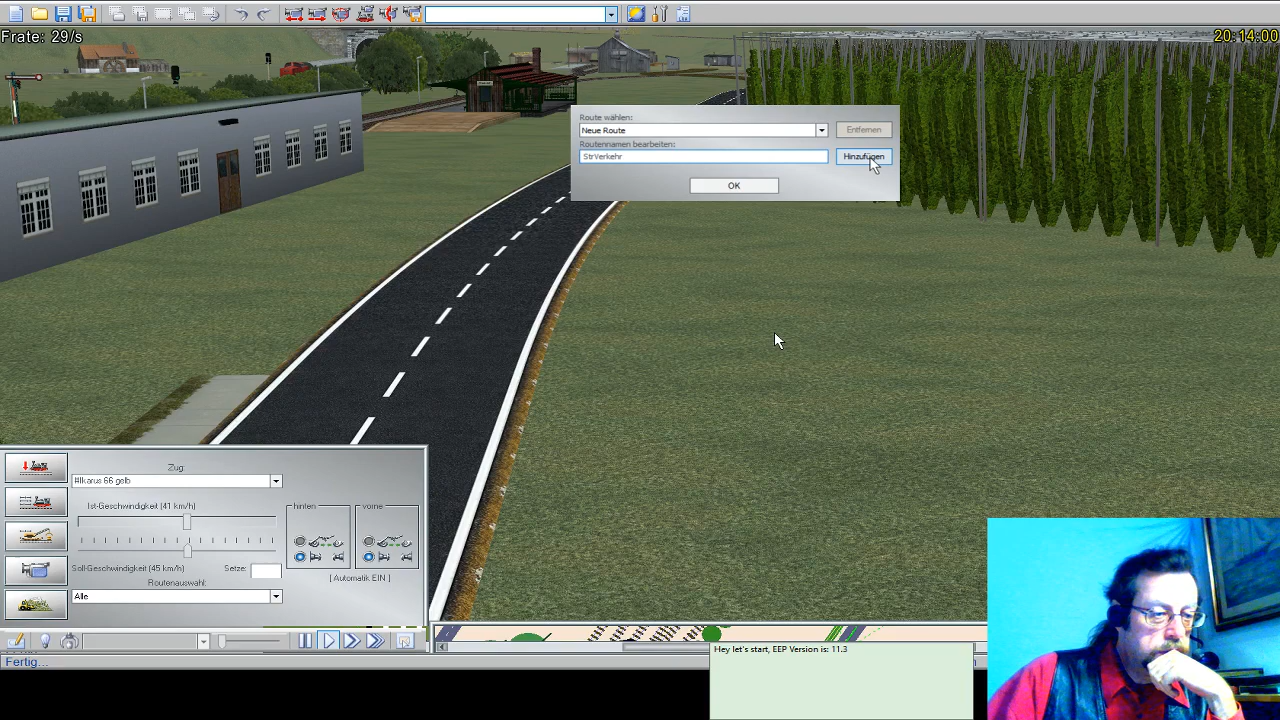 Frate: 29/s
20:14:00
Route wählen:
Neue Route
Entfernen
Routennamen bearbeiten:
StrVerkehr
Hinzufügen
OK
Zug:
#Ikarus 66 gelb
Ist-Geschwindigkeit (41 km/h)
hinten
vorne
Soll-Geschwindigkeit (45 km/h)
Setze:
[ Automatik EIN ]
Routenauswahl:
Alle
Fertig...
Hey let's start, EEP Version is: 11.3